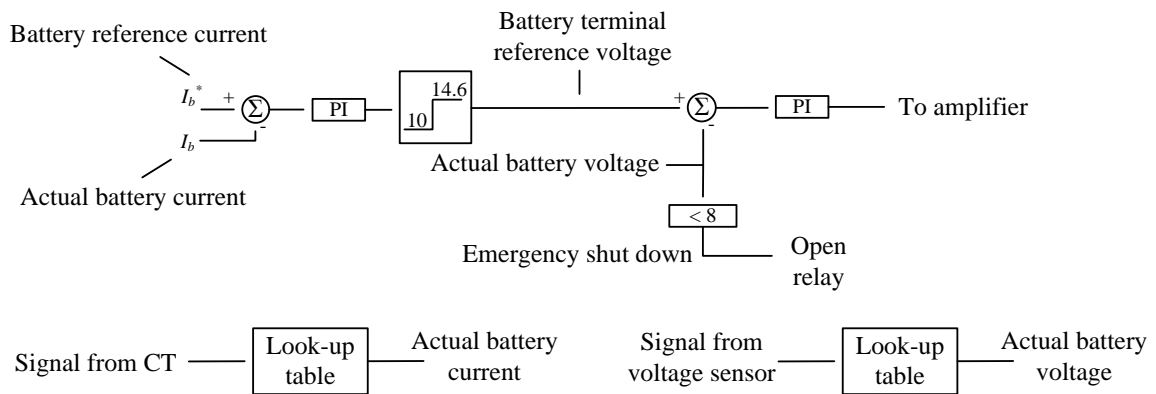 Battery terminal
reference voltage
Battery reference current
I_b* + Σ -
PI
14.6
10
+ Σ -
PI
To amplifier
I_b
Actual battery current
Actual battery voltage
< 8
Emergency shut down
Open
relay
Signal from CT
Look-up
table
Actual battery
current
Signal from
voltage sensor
Look-up
table
Actual battery
voltage